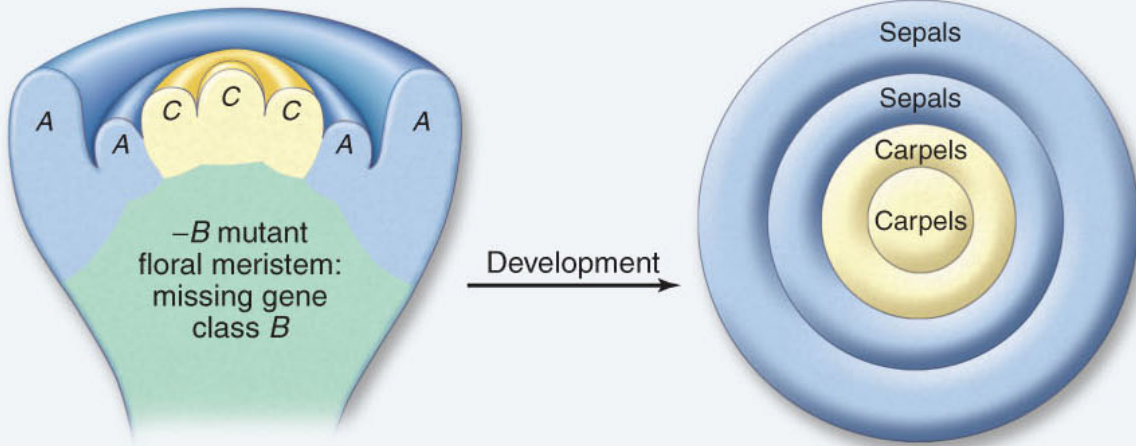 A
A
C
C
C
A
A
–B mutant
floral meristem:
missing gene
class B
Development
Sepals
Sepals
Carpels
Carpels